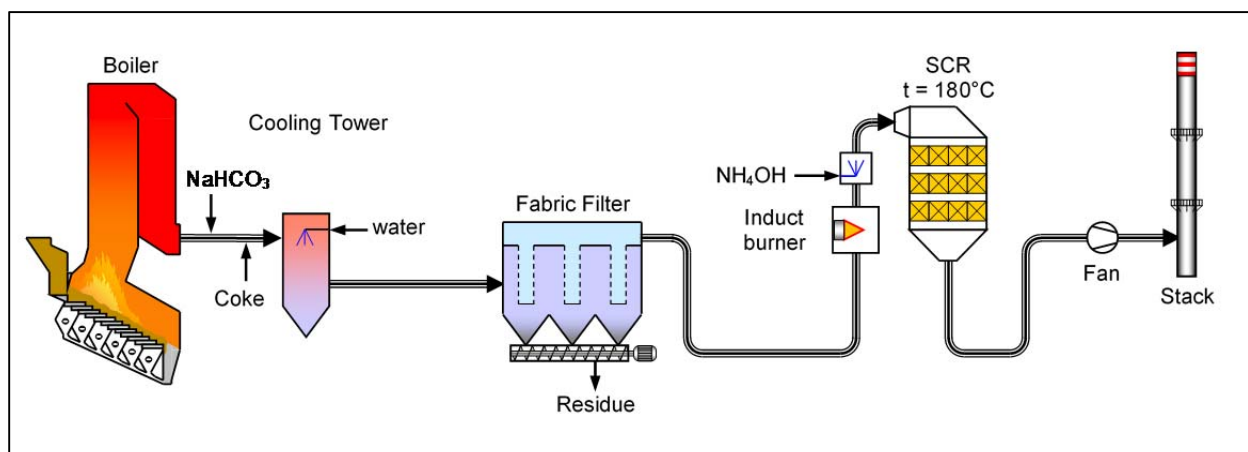 Boiler
Cooling Tower
NaHCO₃
Coke
water
Fabric Filter
Residue
NH₄OH
Induct
burner
SCR
t = 180°C
Fan
Stack